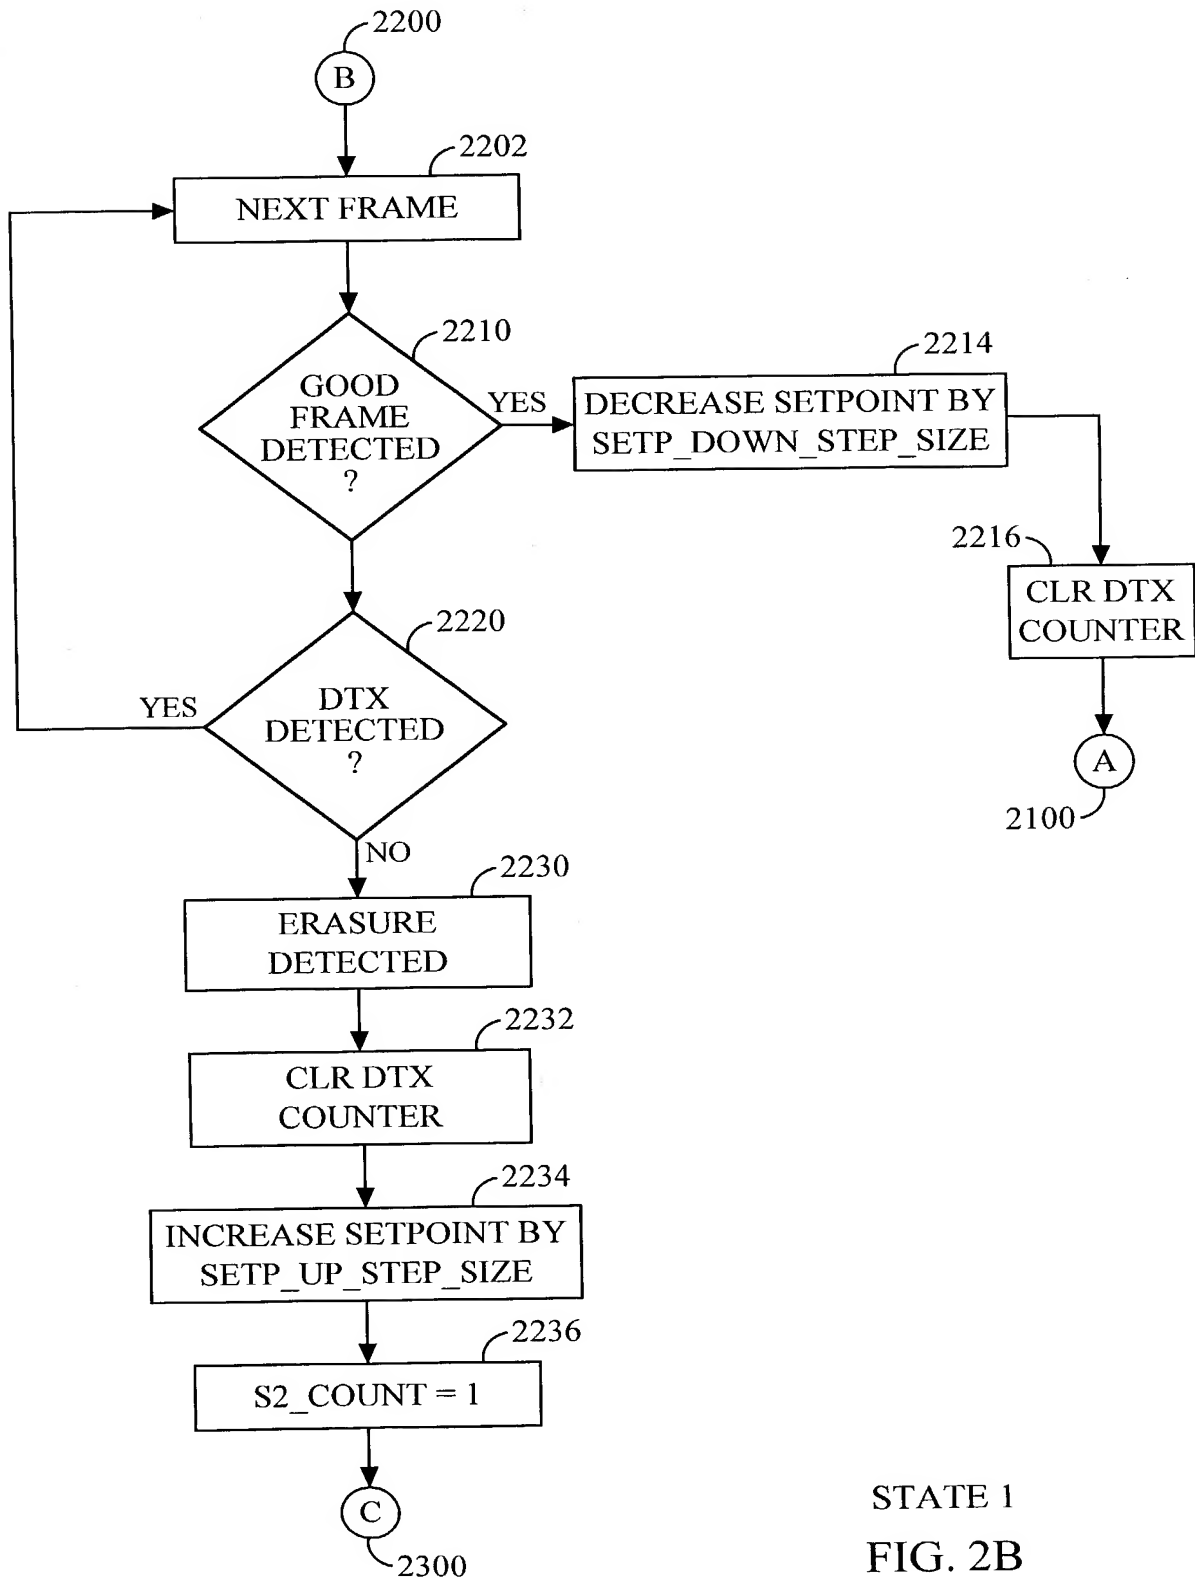 2200
B
2202
NEXT FRAME
2210
GOOD
FRAME
DETECTED
?
YES
2214
DECREASE SETPOINT BY
SETP_DOWN_STEP_SIZE
2216
CLR DTX
COUNTER
A
2100
2220
DTX
DETECTED
?
YES
NO
2230
ERASURE
DETECTED
2232
CLR DTX
COUNTER
2234
INCREASE SETPOINT BY
SETP_UP_STEP_SIZE
2236
S2_COUNT = 1
C
2300
STATE 1
FIG. 2B